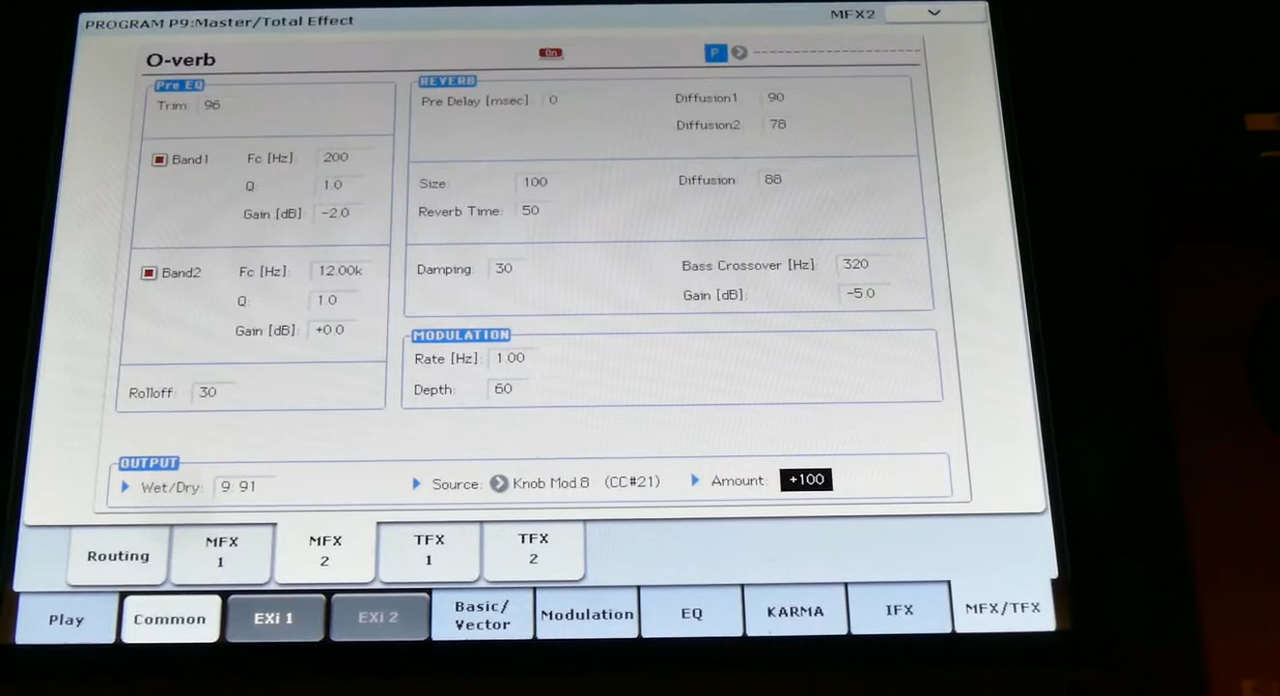 PROGRAM P9:Master/Total Effect
MFX2
O-verb
On
P
Pre EQ
Trim: 96
Band1 Fc [Hz]: 200
Q: 1.0
Gain [dB]: -2.0
Band2 Fc [Hz]: 12.00k
Q: 1.0
Gain [dB]: +0.0
Rolloff: 30
REVERB
Pre Delay [msec]: 0 Diffusion1: 90
Diffusion2: 78
Size: 100 Diffusion: 88
Reverb Time: 50
Damping: 30 Bass Crossover [Hz]: 320
Gain [dB]: -5.0
MODULATION
Rate [Hz]: 1.00
Depth: 60
OUTPUT
Wet/Dry: 9:91 Source: Knob Mod 8 (CC#21) Amount: +100
Routing MFX 1 MFX 2 TFX 1 TFX 2
Play Common EXi 1 EXi 2 Basic/ Vector Modulation EQ KARMA IFX MFX/TFX